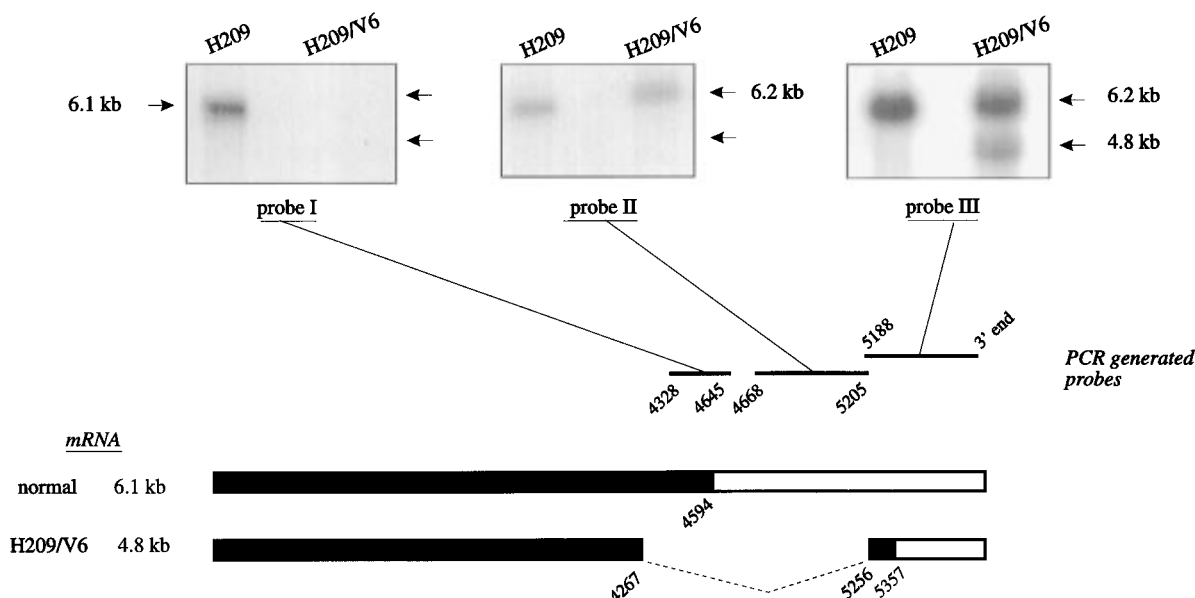 H209 H209/V6
H209 H209/V6
H209 H209/V6
6.1 kb
6.2 kb
6.2 kb
4.8 kb
probe I
probe II
probe III
5188 3' end
4328 4645 4668 5205
PCR generated
probes
mRNA
normal 6.1 kb
4594
H209/V6 4.8 kb
4267 5256 5357